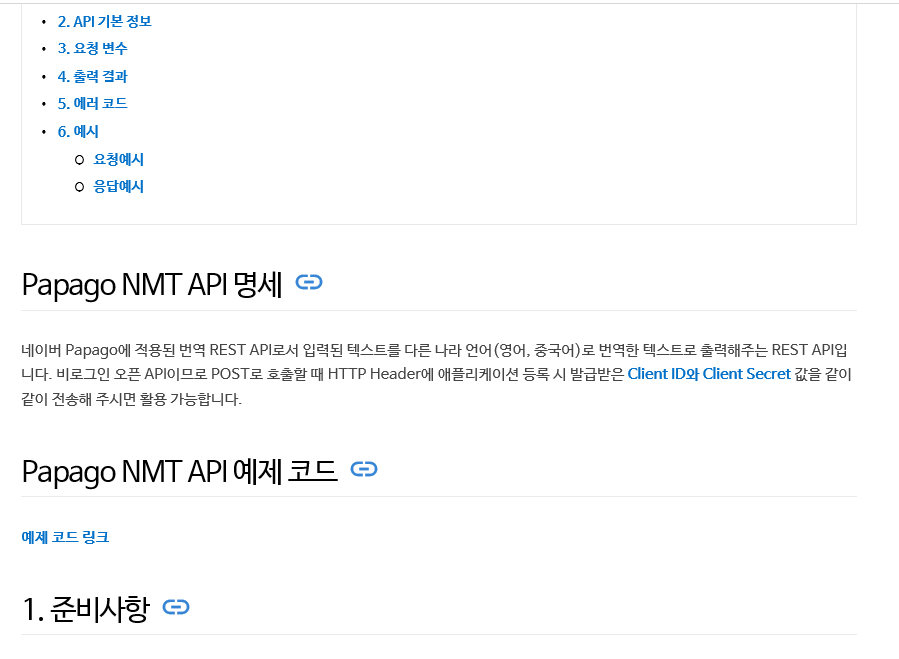 • 2. API 기본 정보
• 3. 요청 변수
• 4. 출력 결과
• 5. 에러 코드
• 6. 예시
○ 요청예시
○ 응답예시
Papago NMT API 명세
네이버 Papago에 적용된 번역 REST API로서 입력된 텍스트를 다른 나라 언어(영어, 중국어)로 번역한 텍스트로 출력해주는 REST API입
니다. 비로그인 오픈 API이므로 POST로 호출할 때 HTTP Header에 애플리케이션 등록 시 발급받은 Client ID와 Client Secret 값을 같이
같이 전송해 주시면 활용 가능합니다.
Papago NMT API 예제 코드
예제 코드 링크
1. 준비사항